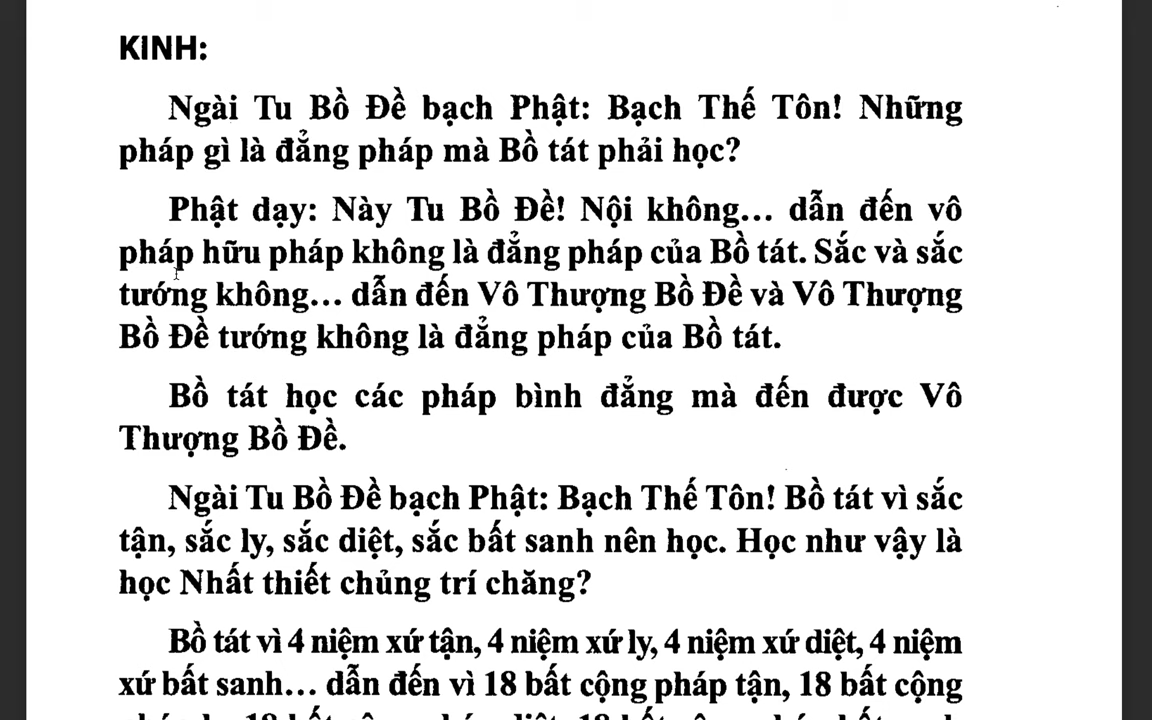 KINH:
Ngài Tu Bồ Đề bạch Phật: Bạch Thế Tôn! Những
pháp gì là đẳng pháp mà Bồ tát phải học?
Phật dạy: Này Tu Bồ Đề! Nội không... dẫn đến vô
pháp hữu pháp không là đẳng pháp của Bồ tát. Sắc và sắc
tướng không... dẫn đến Vô Thượng Bồ Đề và Vô Thượng
Bồ Đề tướng không là đẳng pháp của Bồ tát.
Bồ tát học các pháp bình đẳng mà đến được Vô
Thượng Bồ Đề.
Ngài Tu Bồ Đề bạch Phật: Bạch Thế Tôn! Bồ tát vì sắc
tận, sắc ly, sắc diệt, sắc bất sanh nên học. Học như vậy là
học Nhất thiết chủng trí chăng?
Bồ tát vì 4 niệm xứ tận, 4 niệm xứ ly, 4 niệm xứ diệt, 4 niệm
xứ bất sanh... dẫn đến vì 18 bất cộng pháp tận, 18 bất cộng